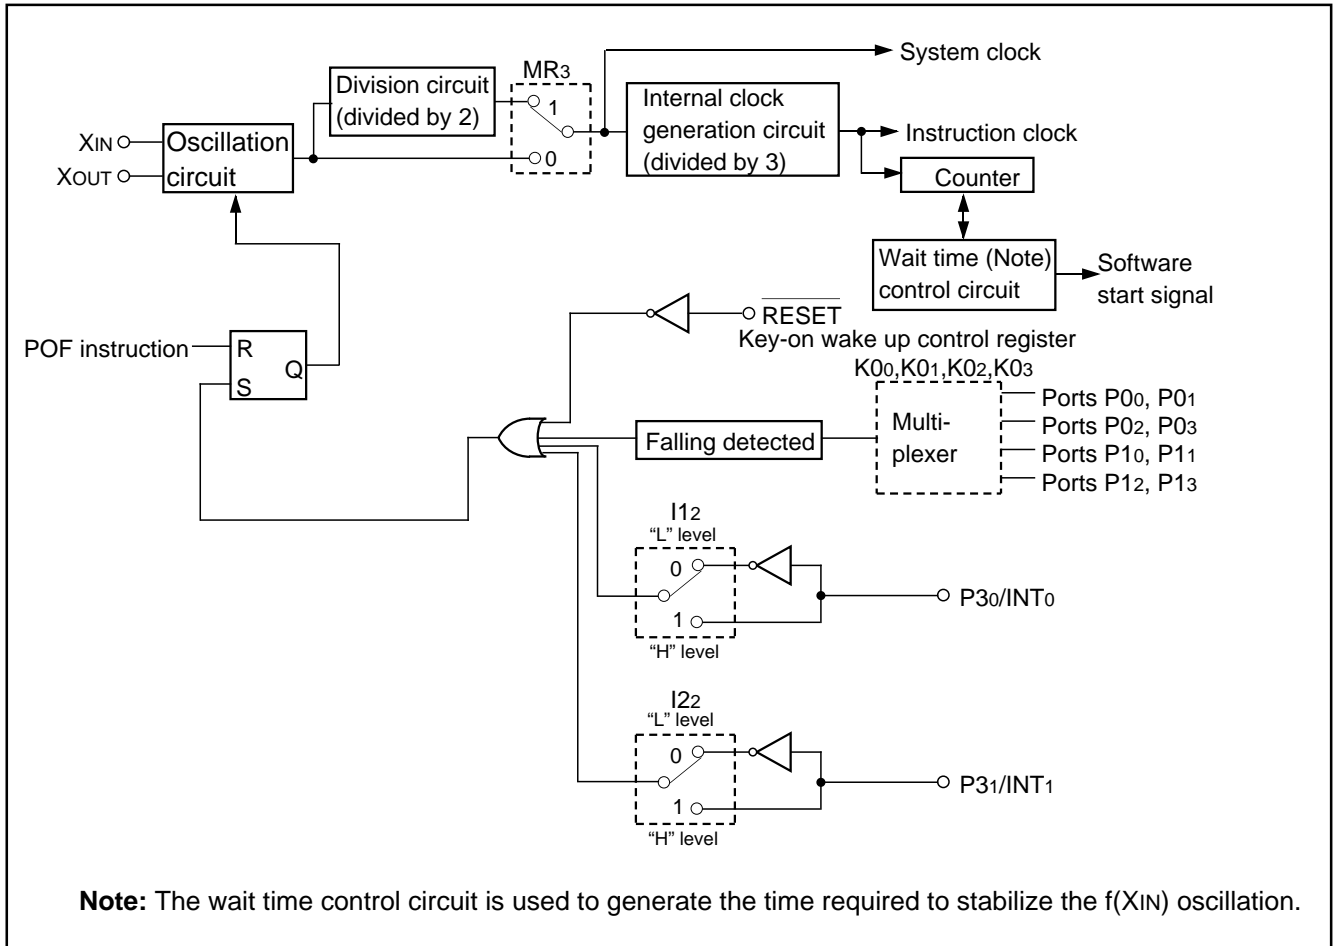 System clock
MR3
Division circuit
(divided by 2)
1
0
Internal clock
generation circuit
(divided by 3)
Instruction clock
XIN
XOUT
Oscillation
circuit
Counter
Wait time (Note)
control circuit
Software
start signal
RESET
Key-on wake up control register
K00,K01,K02,K03
POF instruction
R
S
Q
Falling detected
Multi-
plexer
Ports P00, P01
Ports P02, P03
Ports P10, P11
Ports P12, P13
I12
“L” level
0
1
“H” level
P30/INT0
I22
“L” level
0
1
“H” level
P31/INT1
Note: The wait time control circuit is used to generate the time required to stabilize the f(XIN) oscillation.